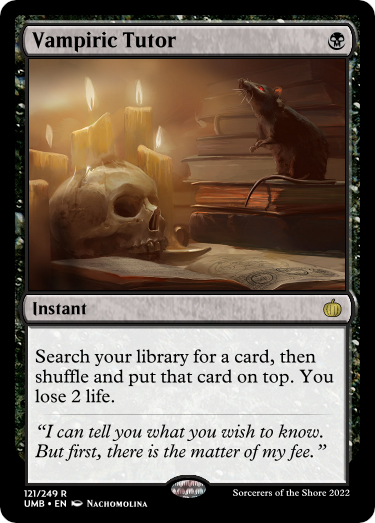 Vampiric Tutor
Instant
Search your library for a card, then
shuffle and put that card on top. You
lose 2 life.
“I can tell you what you wish to know.
But first, there is the matter of my fee.”
121/249 R
Sorcerers of the Shore 2022
UMB • EN Nachomolina